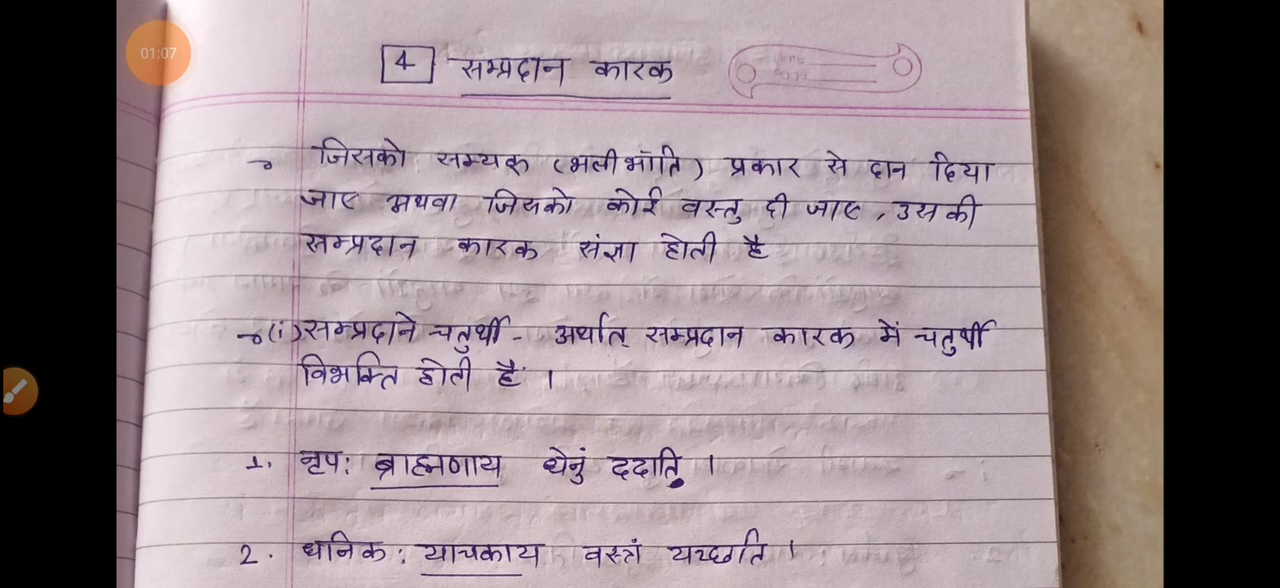 01:07
4 सम्प्रदान कारक
→ जिसको सम्यक् (भलीभाँति) प्रकार से दान दिया
जाए अथवा जिसको कोई वस्तु दी जाए, उसकी
सम्प्रदान कारक संज्ञा होती है
→ (i) सम्प्रदाने चतुर्थी - अर्थात् सम्प्रदान कारक में चतुर्थी
विभक्ति होती है ।
1. नृप: ब्राह्मणाय धेनुं ददाति ।
2. धनिक: याचकाय वस्त्रं यच्छति ।